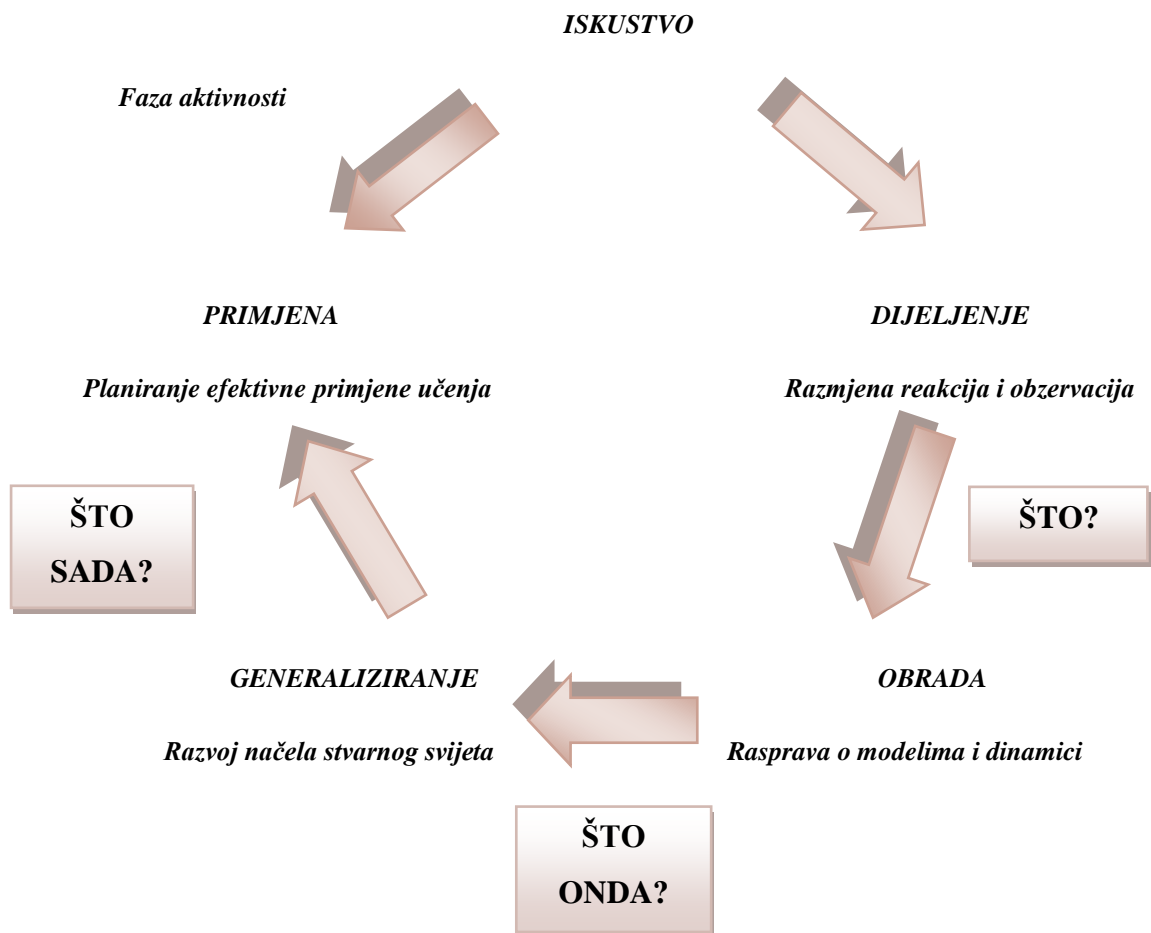 ISKUSTVO
Faza aktivnosti
PRIMJENA
DIJELJENJE
Planiranje efektivne primjene učenja
Razmjena reakcija i obzervacija
ŠTO
SADA?
ŠTO?
GENERALIZIRANJE
OBRADA
Razvoj načela stvarnog svijeta
Rasprava o modelima i dinamici
ŠTO
ONDA?